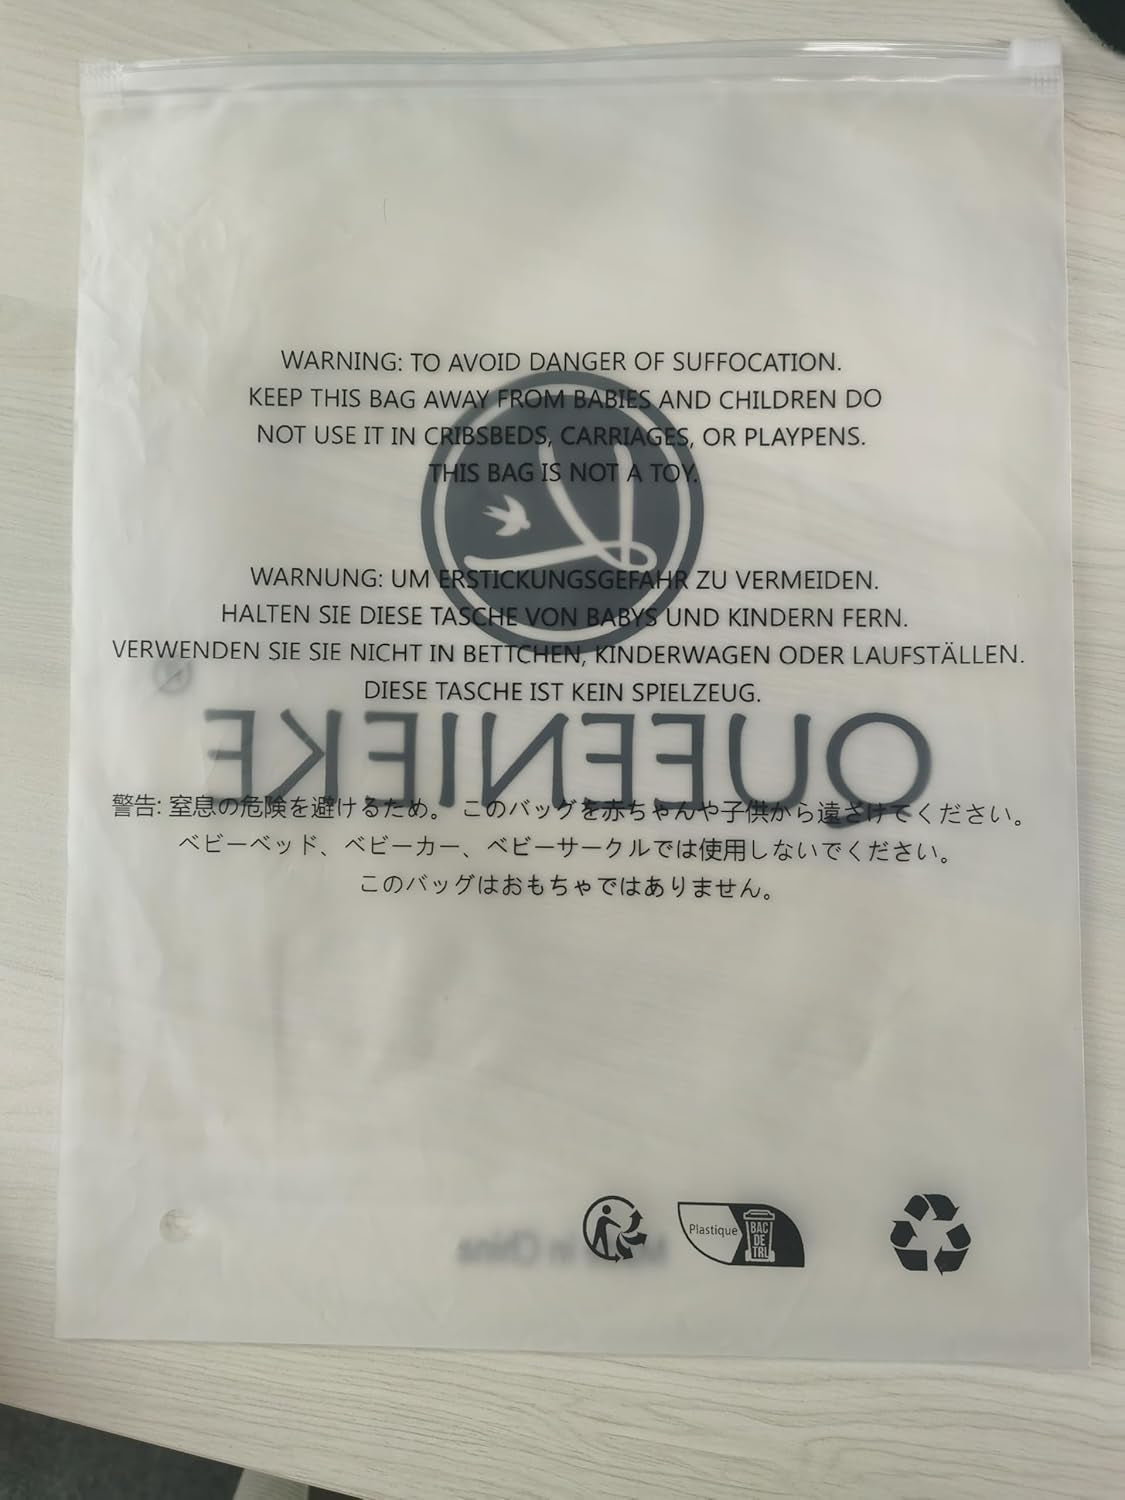 WARNING: TO AVOID DANGER OF SUFFOCATION.
KEEP THIS BAG AWAY FROM BABIES AND CHILDREN DO
NOT USE IT IN CRIBSBEDS, CARRIAGES, OR PLAYPENS.
THIS BAG IS NOT A TOY.
WARNUNG: UM ERSTICKUNGSGEFAHR ZU VERMEIDEN.
HALTEN SIE DIESE TASCHE VON BABYS UND KINDERN FERN.
VERWENDEN SIE SIE NICHT IN BETTCHEN, KINDERWAGEN ODER LAUFSTÄLLEN.
DIESE TASCHE IST KEIN SPIELZEUG.
QUEENIEKE
警告: 窒息の危険を避けるため。 このバッグを赤ちゃんや子供から遠ざけてください。
ベビーベッド、ベビーカー、ベビーサークルでは使用しないでください。
このバッグはおもちゃではありません。
Plastique
BAC
DE
TRI
Made in China